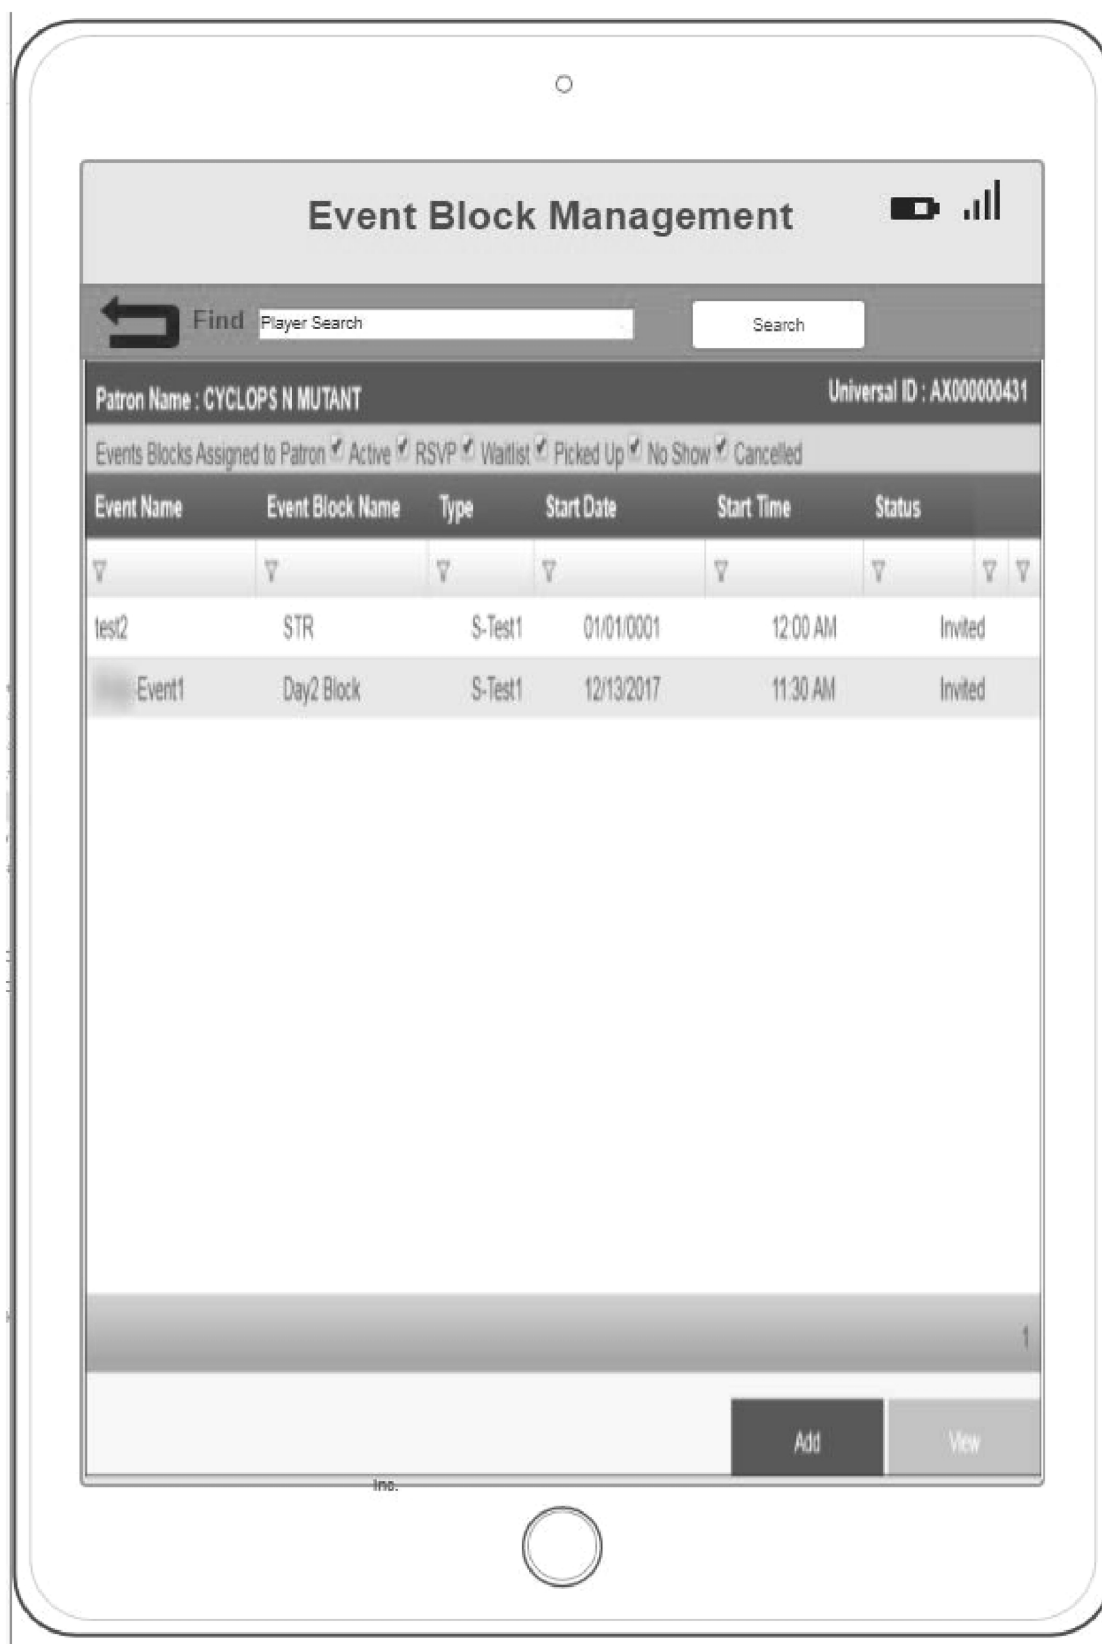 Event Block Management
Find Player Search Search
Patron Name : CYCLOPS N MUTANT Universal ID : AX000000431
Events Blocks Assigned to Patron Active RSVP Waitlist Picked Up No Show Cancelled
Event Name Event Block Name Type Start Date Start Time Status
test2 STR S-Test1 01/01/0001 12:00 AM Invited
Event1 Day2 Block S-Test1 12/13/2017 11:30 AM Invited
1
Add View
Inc.